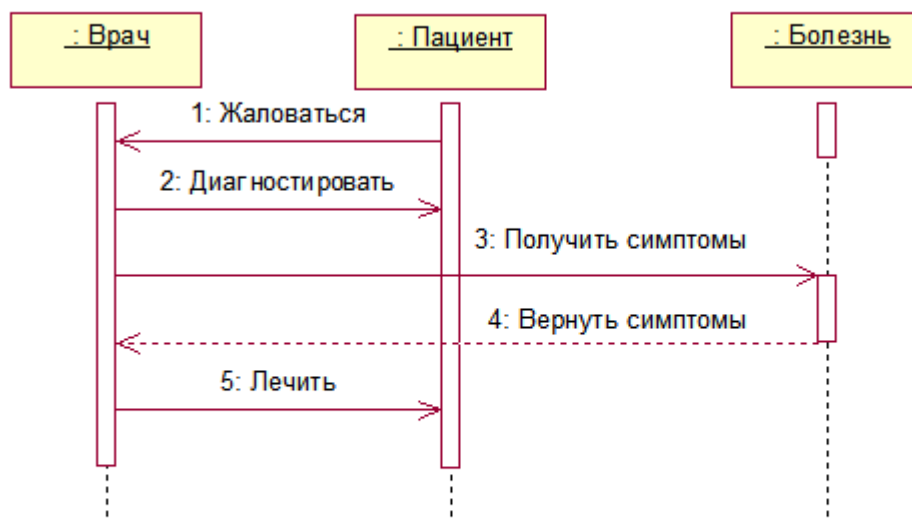 : Врач
: Пациент
: Болезнь
1: Жаловаться
2: Диагностировать
3: Получить симптомы
4: Вернуть симптомы
5: Лечить